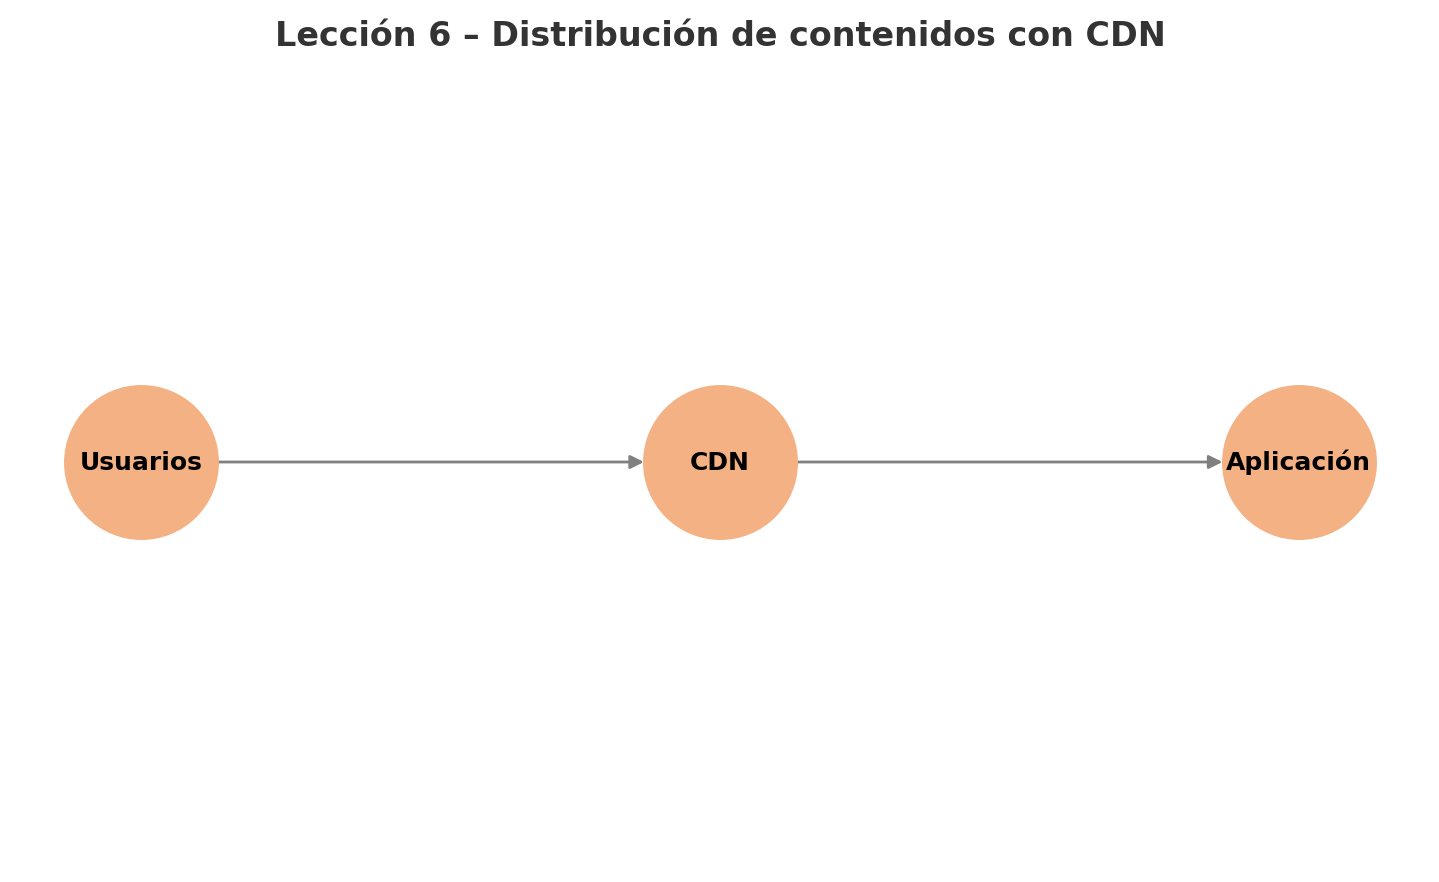 Lección 6 – Distribución de contenidos con CDN
Usuarios
CDN
Aplicación